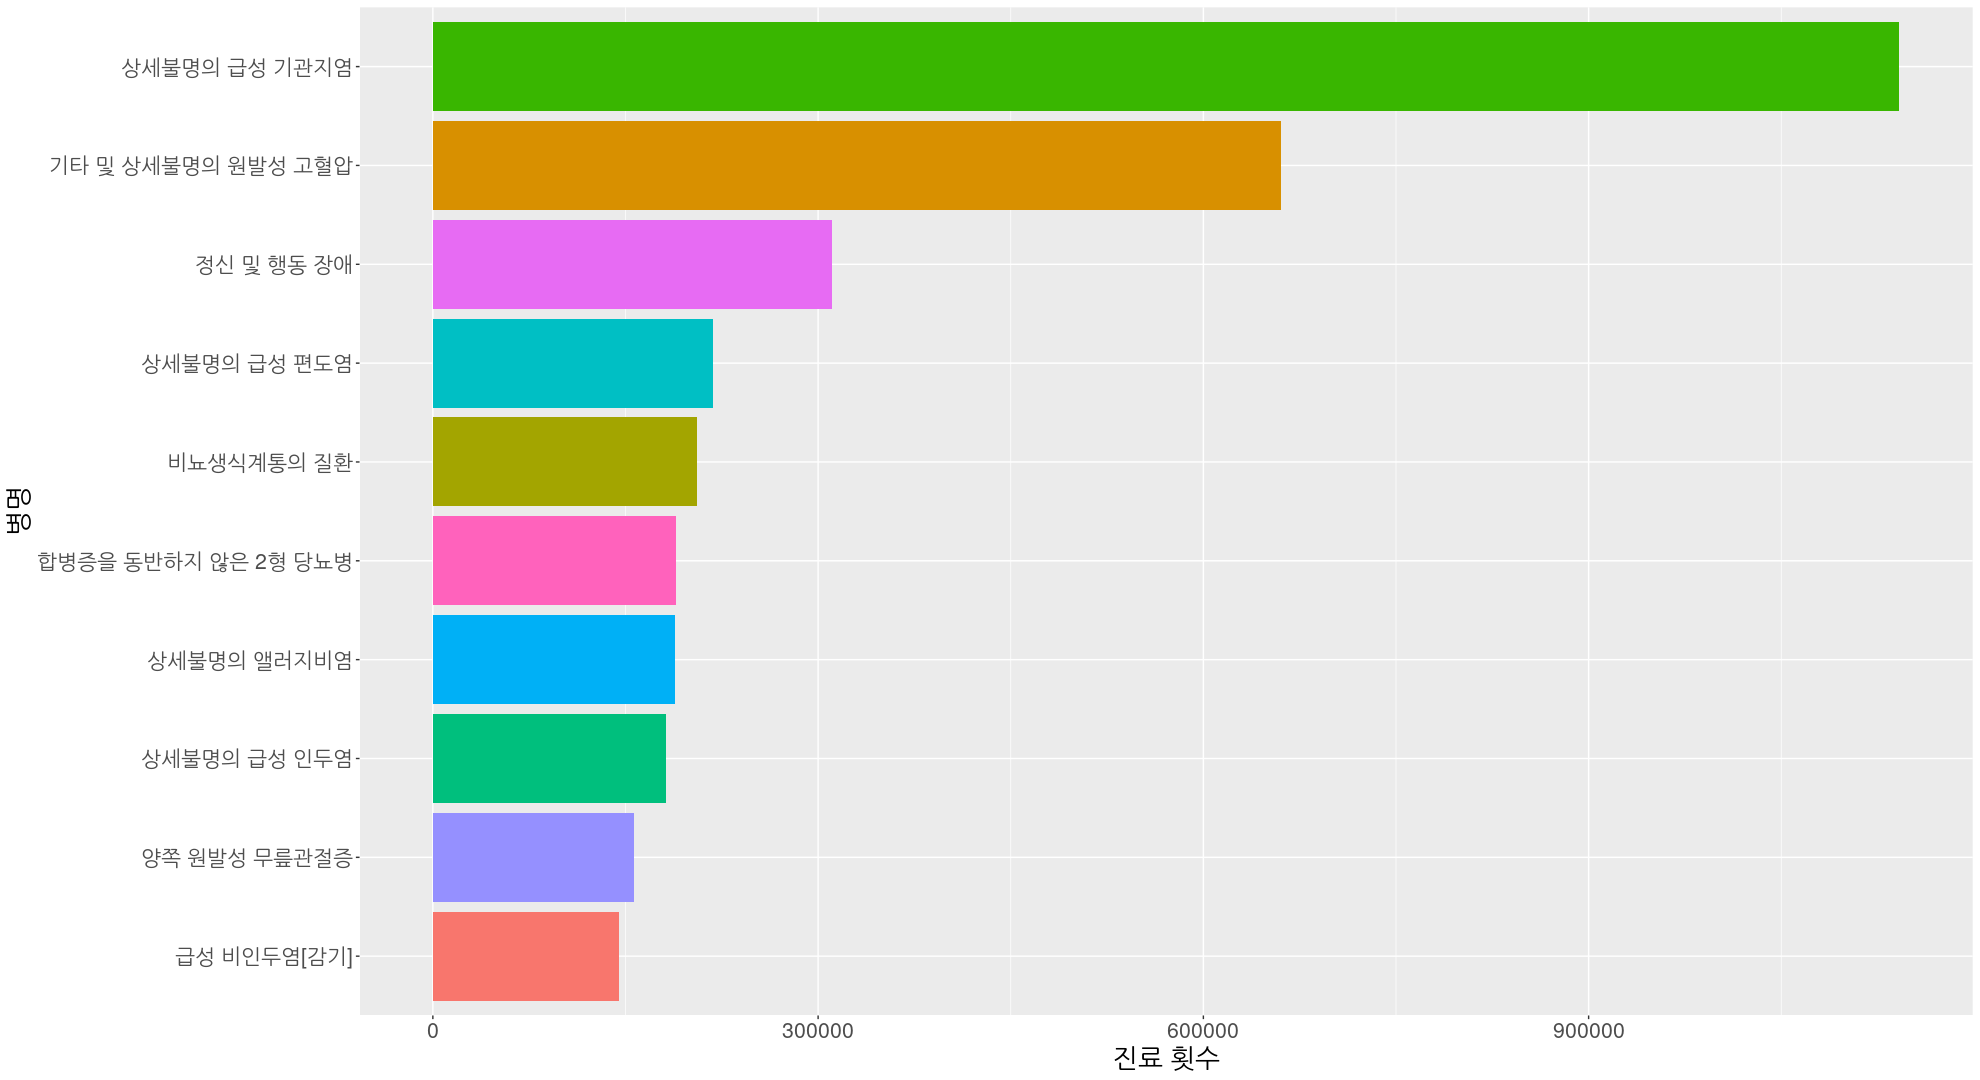 상세불명의 급성 기관지염
기타 및 상세불명의 원발성 고혈압
정신 및 행동 장애
상세불명의 급성 편도염
비뇨생식계통의 질환
합병증을 동반하지 않은 2형 당뇨병
상세불명의 앨러지비염
상세불명의 급성 인두염
양쪽 원발성 무릎관절증
급성 비인두염[감기]
병명
0 300000 600000 900000
진료 횟수